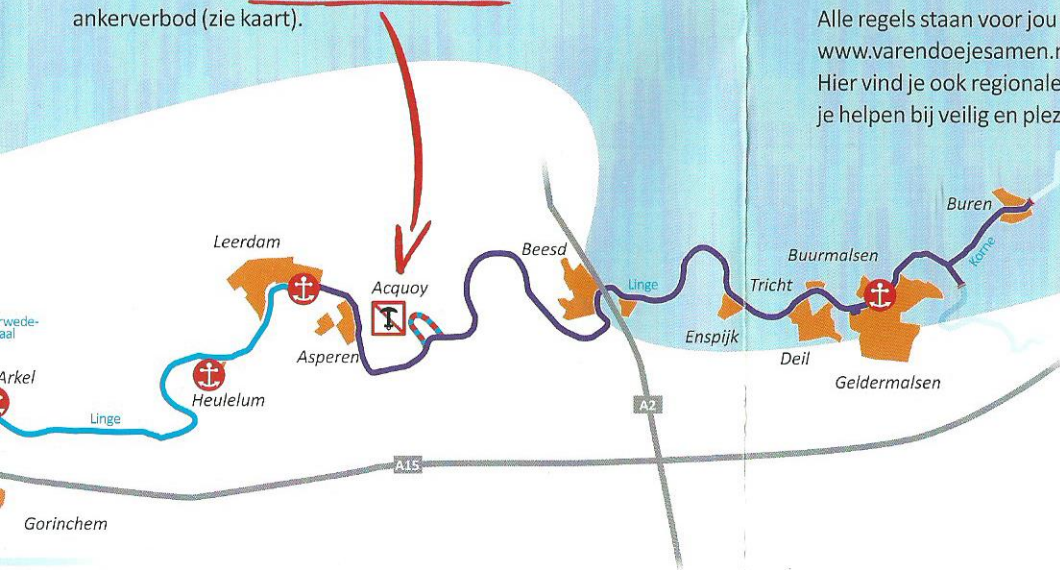 ankerverbod (zie kaart).
Alle regels staan voor jou
www.varendoejesamen.n
Hier vind je ook regionale
je helpen bij veilig en plez
Buren
Korne
Leerdam
Beesd
Buurmalsen
Acquoy
Linge
Tricht
rwede-
aal
Asperen
Enspijk
Deil
Arkel
Heulelum
Geldermalsen
Linge
A2
A15
Gorinchem